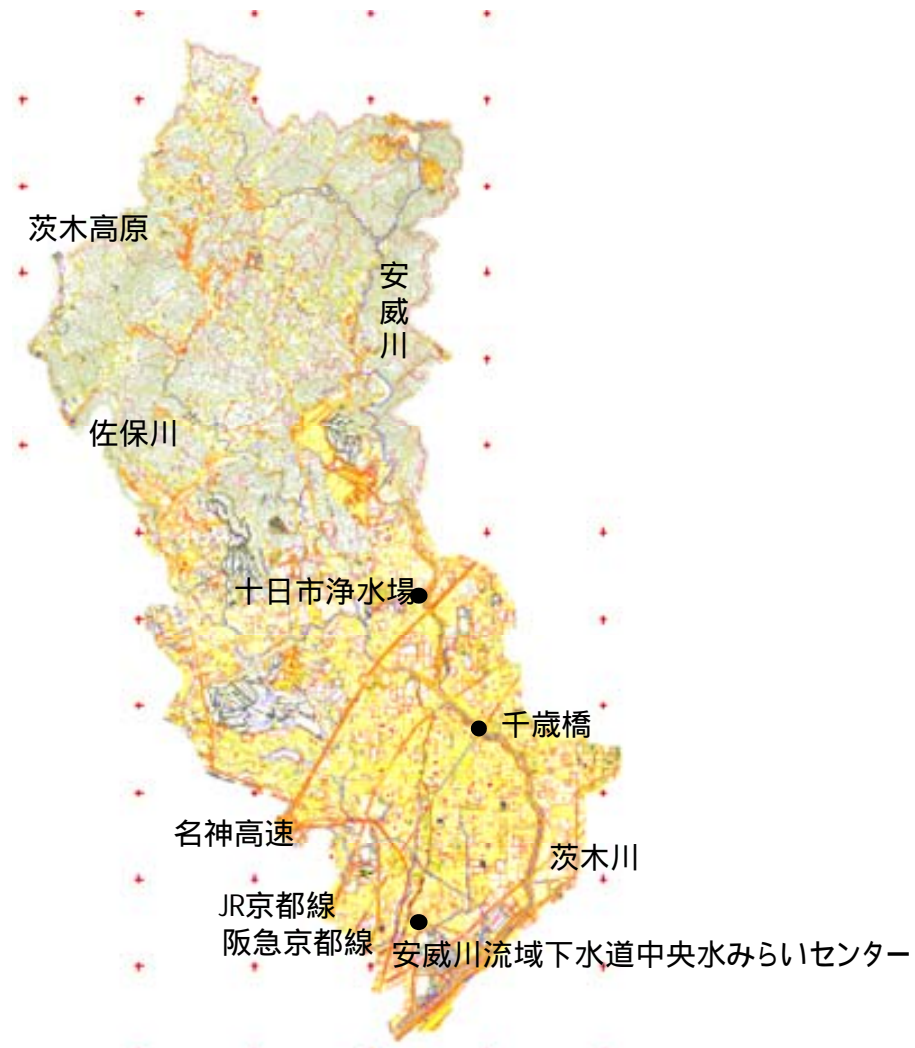 茨木高原
安威川
佐保川
十日市浄水場
千歳橋
名神高速
茨木川
JR京都線
阪急京都線
安威川流域下水道中央水みらいセンター